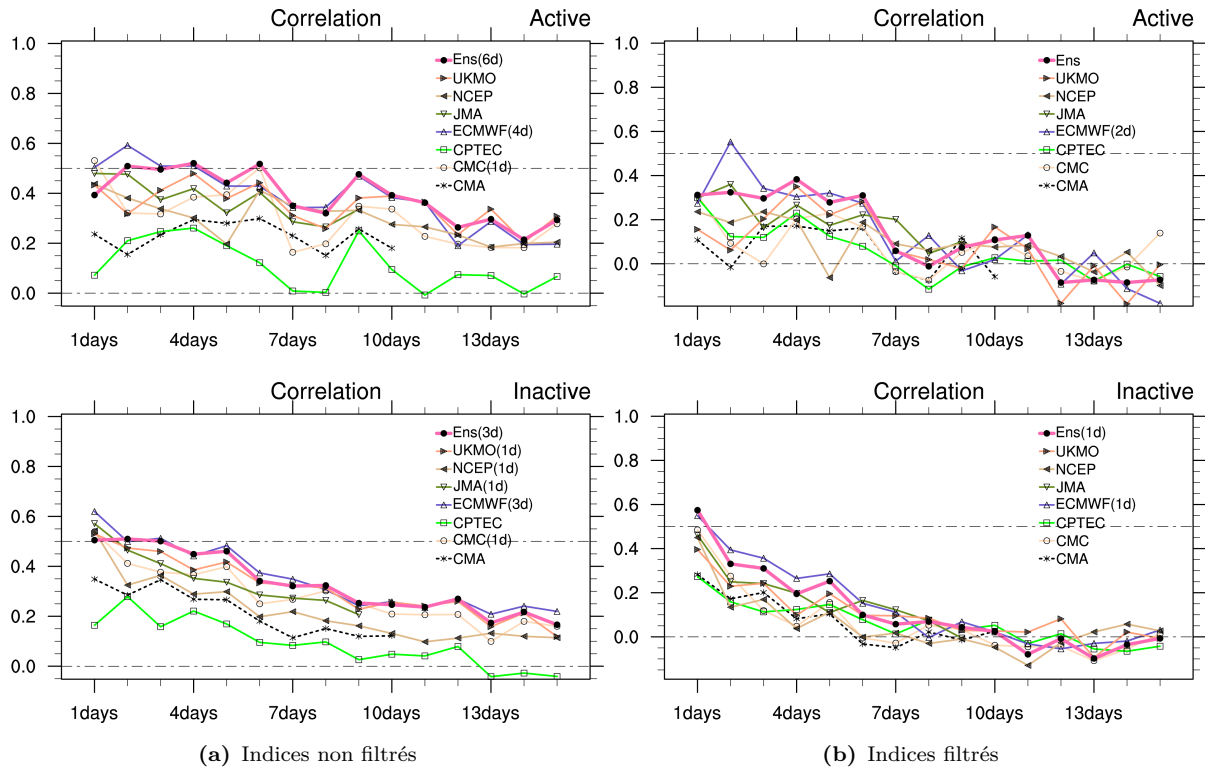 Correlation Active
1.0
0.8
0.6
0.4
0.2
0.0
Ens(6d)
UKMO
NCEP
JMA
ECMWF(4d)
CPTEC
CMC(1d)
CMA
1days 4days 7days 10days 13days
Correlation Active
1.0
0.8
0.6
0.4
0.2
0.0
Ens
UKMO
NCEP
JMA
ECMWF(2d)
CPTEC
CMC
CMA
1days 4days 7days 10days 13days
Correlation Inactive
1.0
0.8
0.6
0.4
0.2
0.0
Ens(3d)
UKMO(1d)
NCEP(1d)
JMA(1d)
ECMWF(3d)
CPTEC
CMC(1d)
CMA
1days 4days 7days 10days 13days
Correlation Inactive
1.0
0.8
0.6
0.4
0.2
0.0
Ens(1d)
UKMO
NCEP
JMA
ECMWF(1d)
CPTEC
CMC
CMA
1days 4days 7days 10days 13days
(a) Indices non filtrés
(b) Indices filtrés